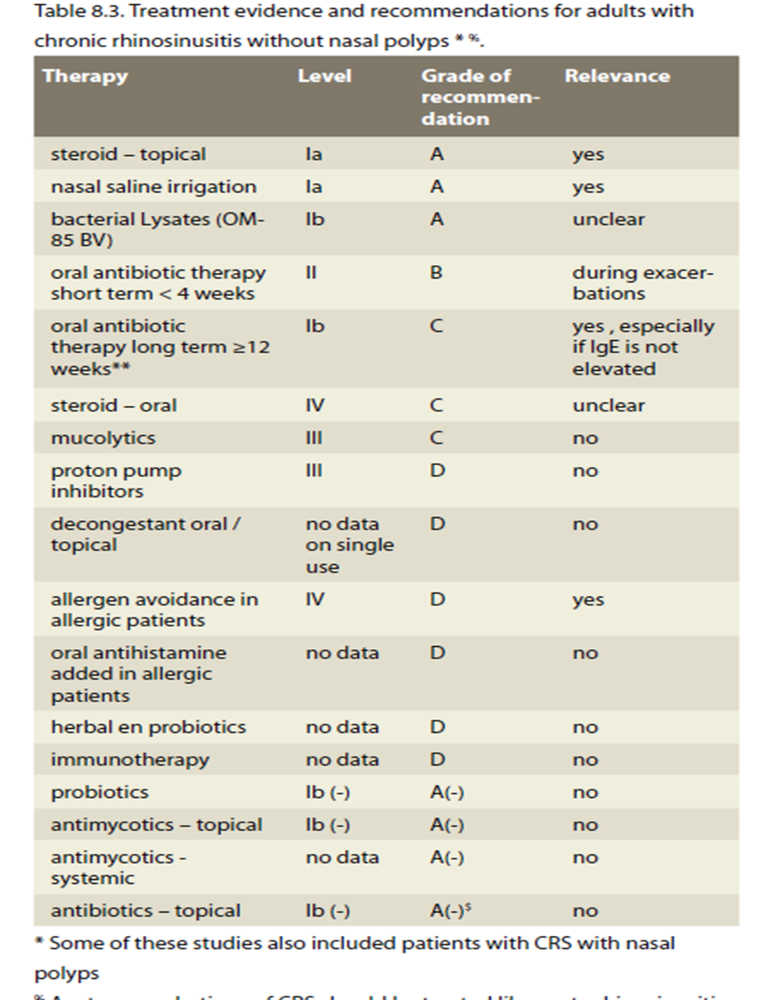 Table 8.3. Treatment evidence and recommendations for adults with
chronic rhinosinusitis without nasal polyps * %.
Therapy Level Grade of recommen-dation Relevance
steroid – topical Ia A yes
nasal saline irrigation Ia A yes
bacterial Lysates (OM-85 BV) Ib A unclear
oral antibiotic therapy short term < 4 weeks II B during exacer-bations
oral antibiotic therapy long term ≥12 weeks** Ib C yes , especially if IgE is not elevated
steroid – oral IV C unclear
mucolytics III C no
proton pump inhibitors III D no
decongestant oral / topical no data on single use D no
allergen avoidance in allergic patients IV D yes
oral antihistamine added in allergic patients no data D no
herbal en probiotics no data D no
immunotherapy no data D no
probiotics Ib (-) A(-) no
antimycotics – topical Ib (-) A(-) no
antimycotics - systemic no data A(-) no
antibiotics – topical Ib (-) A(-)$ no
* Some of these studies also included patients with CRS with nasal
polyps